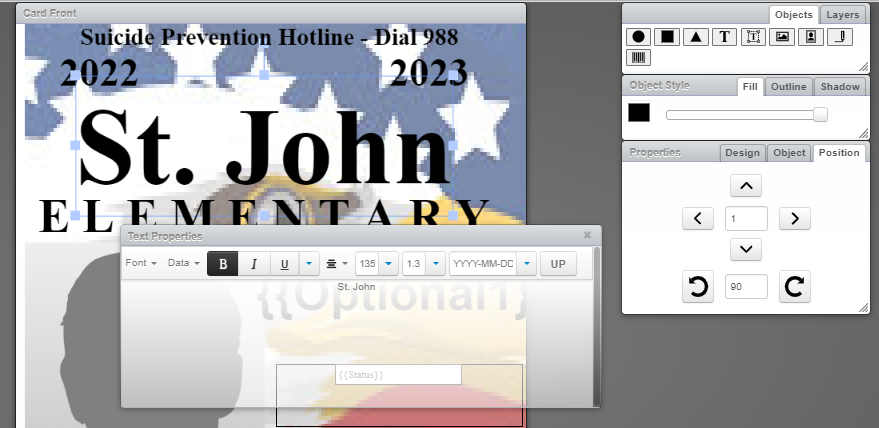 Card Front
Suicide Prevention Hotline - Dial 988
2022 2023
St. John
ELEMENTARY
Text Properties
Font Data B I U 135 1.3 YYYY-MM-DD UP
St. John
{{Optional1}
{{Status}}
Objects Layers
T T
Object Style Fill Outline Shadow
Properties Design Object Position
1
90